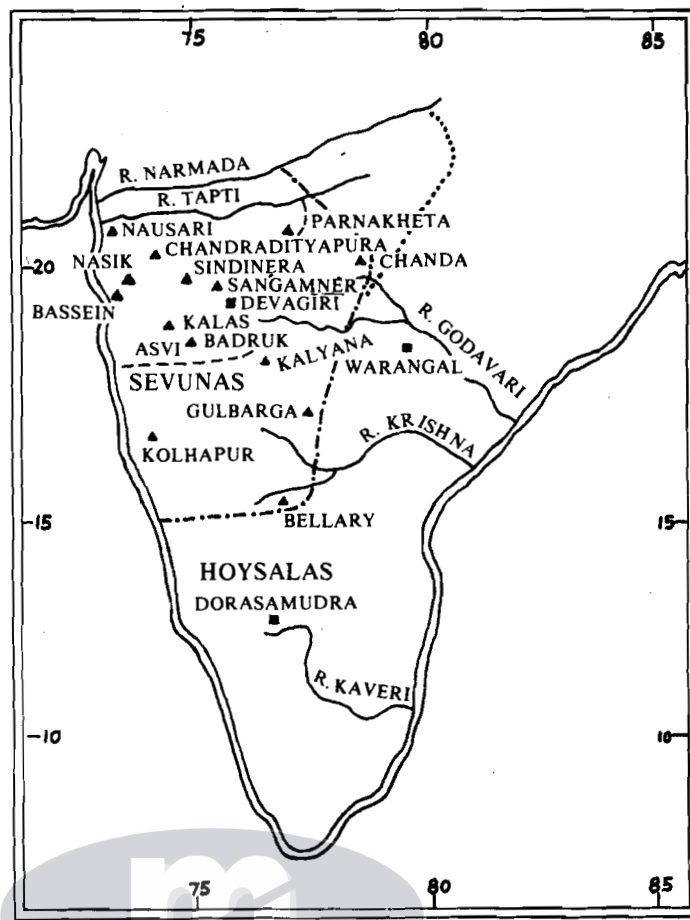 75 80 85
R. NARMADA
R. TAPTI
NAUSARI
PARNAKHETA
CHANDRADITYAPURA
NASIK
CHANDA
20
SINDINERA
SANGAMNER
DEVAGIRI
BASSEIN
KALAS
R. GODAVARI
ASVI
BADRUK
KALYANA
WARANGAL
SEVUNAS
GULBARGA
R. KRISHNA
KOLHAPUR
15 15
BELLARY
HOYSALAS
DORASAMUDRA
R. KAVERI
10 10
75 80 85